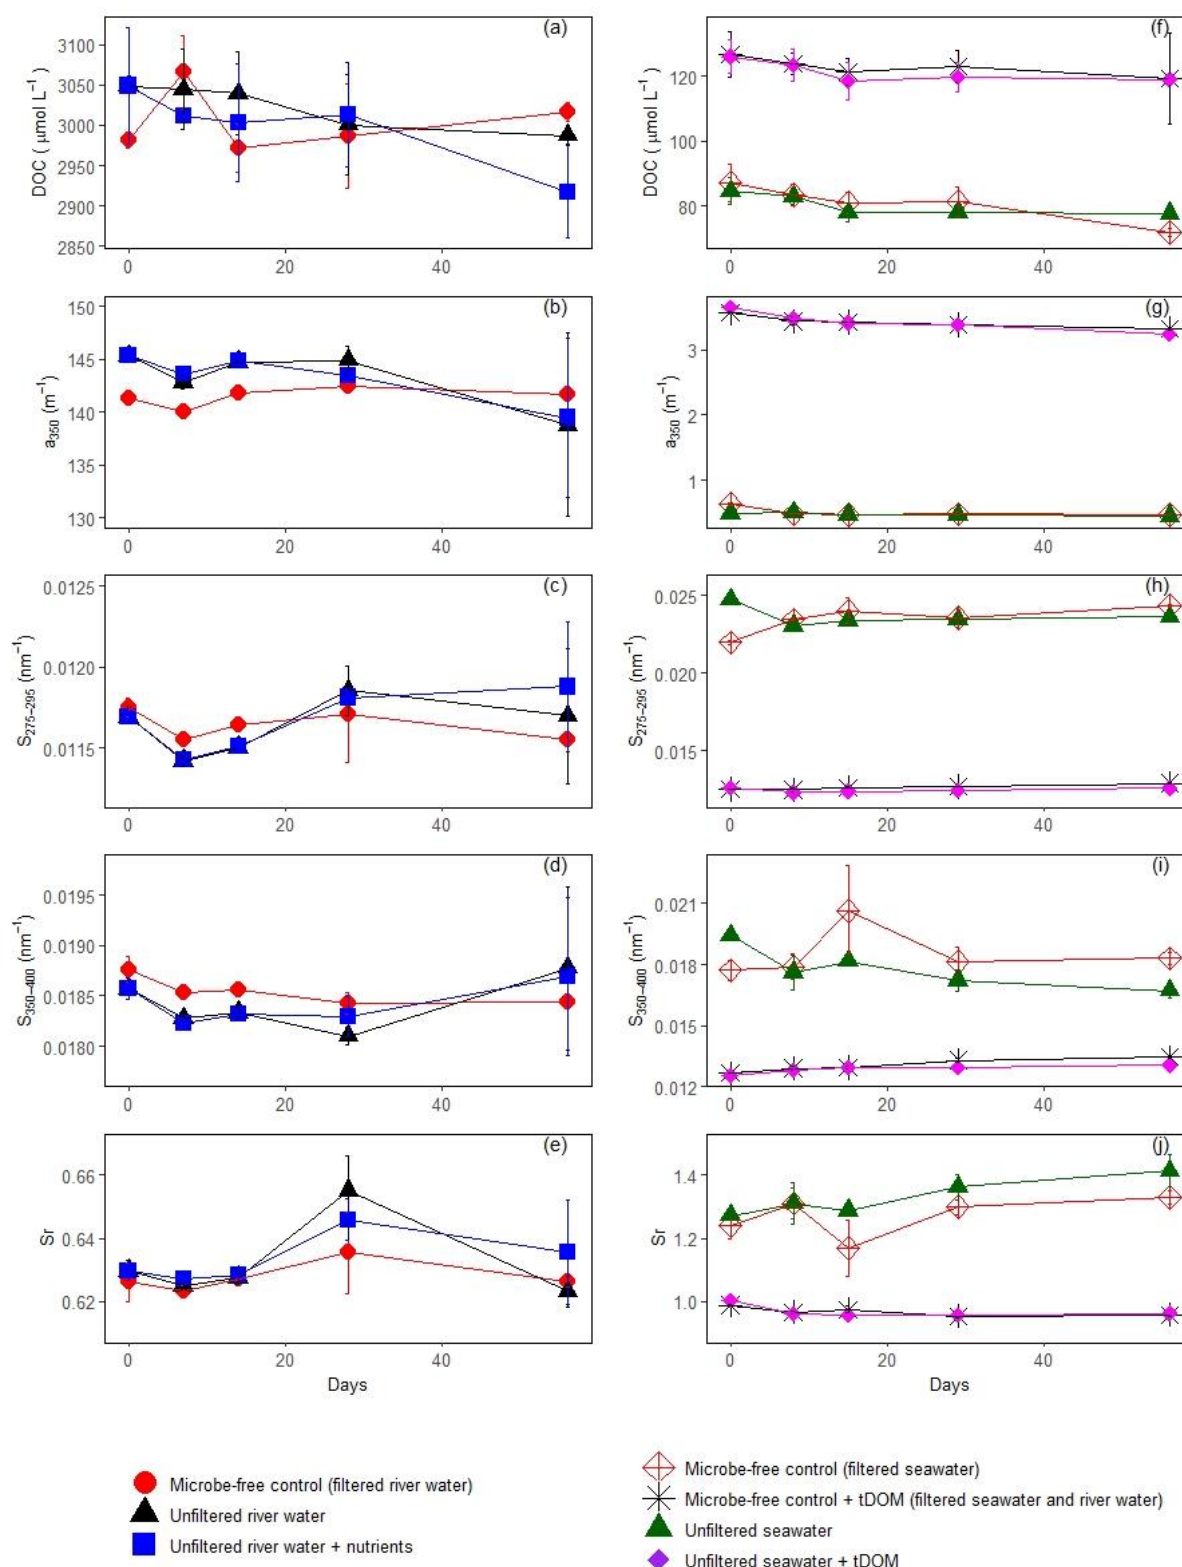 (a)
3100
3050
3000
2950
2900
2850
DOC ( μmol L⁻¹)
0 20 40
(f)
120
100
80
DOC ( μmol L⁻¹)
0 20 40
(b)
150
145
140
135
130
a₃₅₀ (m⁻¹)
0 20 40
(g)
3
2
1
a₃₅₀ (m⁻¹)
0 20 40
(c)
0.0125
0.0120
0.0115
S₂₇₅₋₂₉₅ (nm⁻¹)
0 20 40
(h)
0.025
0.020
0.015
S₂₇₅₋₂₉₅ (nm⁻¹)
0 20 40
(d)
0.0195
0.0190
0.0185
0.0180
S₃₅₀₋₄₀₀ (nm⁻¹)
0 20 40
(i)
0.021
0.018
0.015
0.012
S₃₅₀₋₄₀₀ (nm⁻¹)
0 20 40
(e)
0.66
0.64
0.62
Sr
0 20 40
Days
(j)
1.4
1.2
1.0
Sr
0 20 40
Days
Microbe-free control (filtered river water)
Unfiltered river water
Unfiltered river water + nutrients
Microbe-free control (filtered seawater)
Microbe-free control + tDOM (filtered seawater and river water)
Unfiltered seawater
Unfiltered seawater + tDOM